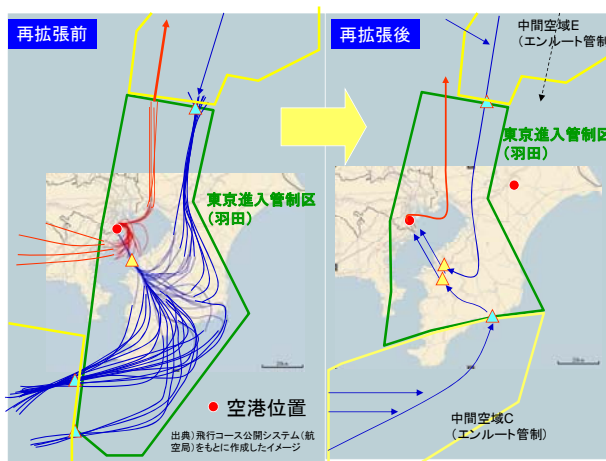 再拡張前
東京進入管制区
(羽田)
空港位置
出典)飛行コース公開システム(航
空局)をもとに作成したイメージ
再拡張後
中間空域E
(エンルート管制)
東京進入管制区
(羽田)
中間空域C
(エンルート管制)